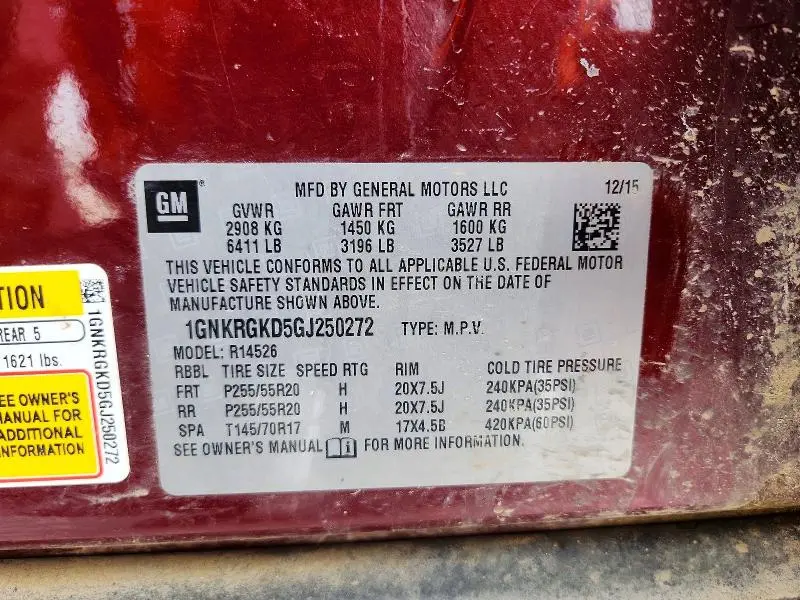 GM®
MFD BY GENERAL MOTORS LLC 12/15
GVWR GAWR FRT GAWR RR
2908 KG 1450 KG 1600 KG
6411 LB 3196 LB 3527 LB
THIS VEHICLE CONFORMS TO ALL APPLICABLE U.S. FEDERAL MOTOR
VEHICLE SAFETY STANDARDS IN EFFECT ON THE DATE OF
MANUFACTURE SHOWN ABOVE.
1GNKRGKD5GJ250272 TYPE: M.P.V.
MODEL: R14526
RBBL TIRE SIZE SPEED RTG RIM COLD TIRE PRESSURE
FRT P255/55R20 H 20X7.5J 240KPA(35PSI)
RR P255/55R20 H 20X7.5J 240KPA(35PSI)
SPA T145/70R17 M 17X4.5B 420KPA(60PSI)
SEE OWNER'S MANUAL i FOR MORE INFORMATION.
TION
REAR 5
1621 lbs.
SEE OWNER'S
MANUAL FOR
ADDITIONAL
INFORMATION
1GNKRGKD5GJ250272